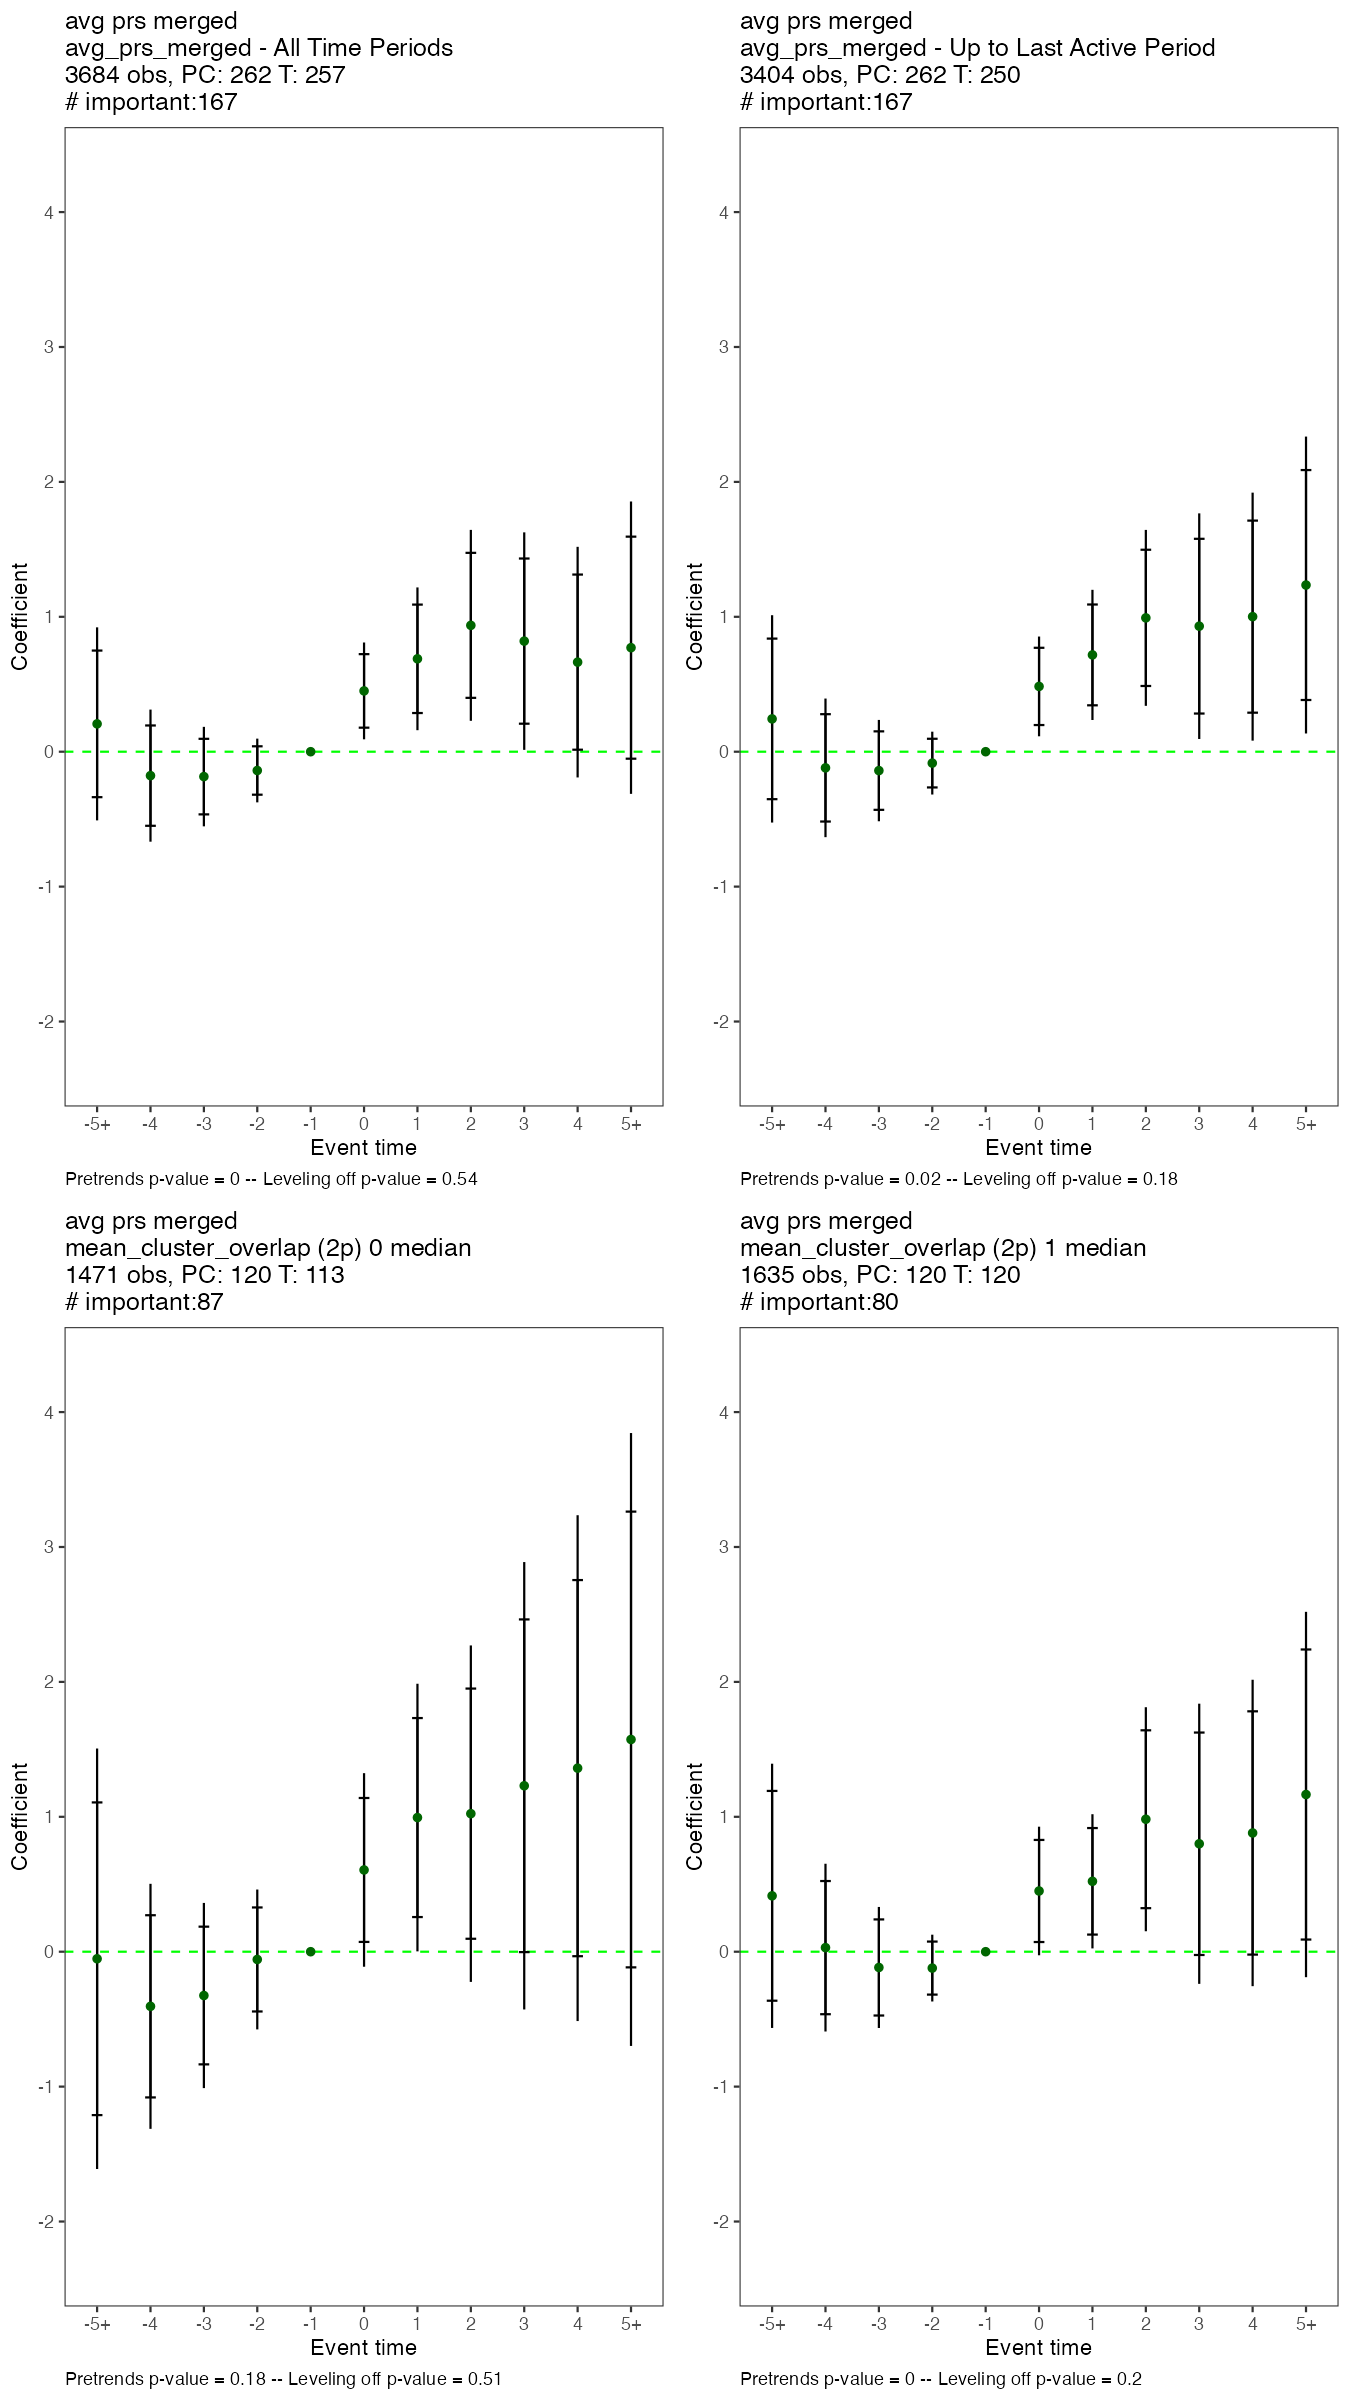 avg prs merged
avg_prs_merged - All Time Periods
3684 obs, PC: 262 T: 257
# important:167
4
3
2
1
0
-1
-2
Coefficient
-5+ -4 -3 -2 -1 0 1 2 3 4 5+
Event time
Pretrends p-value = 0 -- Leveling off p-value = 0.54
avg prs merged
avg_prs_merged - Up to Last Active Period
3404 obs, PC: 262 T: 250
# important:167
4
3
2
1
0
-1
-2
Coefficient
-5+ -4 -3 -2 -1 0 1 2 3 4 5+
Event time
Pretrends p-value = 0.02 -- Leveling off p-value = 0.18
avg prs merged
mean_cluster_overlap (2p) 0 median
1471 obs, PC: 120 T: 113
# important:87
4
3
2
1
0
-1
-2
Coefficient
-5+ -4 -3 -2 -1 0 1 2 3 4 5+
Event time
Pretrends p-value = 0.18 -- Leveling off p-value = 0.51
avg prs merged
mean_cluster_overlap (2p) 1 median
1635 obs, PC: 120 T: 120
# important:80
4
3
2
1
0
-1
-2
Coefficient
-5+ -4 -3 -2 -1 0 1 2 3 4 5+
Event time
Pretrends p-value = 0 -- Leveling off p-value = 0.2